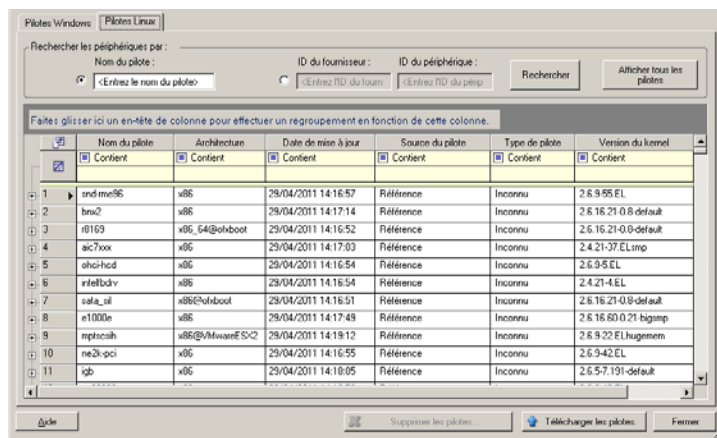 Pilotes Windows Pilotes Linux
Rechercher les périphériques par :
Nom du pilote : ID du fournisseur : ID du périphérique :
<Entrez le nom du pilote> <Entrez l'ID du fourn <Entrez l'ID du périp Rechercher Afficher tous les pilotes
Faites glisser ici un en-tête de colonne pour effectuer un regroupement en fonction de cette colonne.
Nom du pilote Architecture Date de mise à jour Source du pilote Type de pilote Version du kernel
Contient Contient Contient Contient Contient Contient
1 snd-rme96 x86 29/04/2011 14:16:57 Référence Inconnu 2.6.9-55.EL
2 bnx2 x86 29/04/2011 14:17:14 Référence Inconnu 2.6.16.21-0.8-default
3 r8169 x86_64@ofxboot 29/04/2011 14:16:52 Référence Inconnu 2.6.16.21-0.8-default
4 aic7xxx x86 29/04/2011 14:17:03 Référence Inconnu 2.4.21-37.ELsmp
5 ohci-hcd x86 29/04/2011 14:16:54 Référence Inconnu 2.6.9-5.EL
6 intelbdrv x86 29/04/2011 14:16:54 Référence Inconnu 2.4.21-4.EL
7 sata_sil x86@ofxboot 29/04/2011 14:16:51 Référence Inconnu 2.6.16.21-0.8-default
8 e1000e x86 29/04/2011 14:17:49 Référence Inconnu 2.6.16.60-0.21-bigsmp
9 mptscsih x86@VMwareESX2 29/04/2011 14:19:12 Référence Inconnu 2.6.9-22.ELhugemem
10 ne2k-pci x86 29/04/2011 14:16:55 Référence Inconnu 2.6.9-42.EL
11 igb x86 29/04/2011 14:18:05 Référence Inconnu 2.6.5-7.191-default
Aide Supprimer les pilotes... Télécharger les pilotes. Fermer